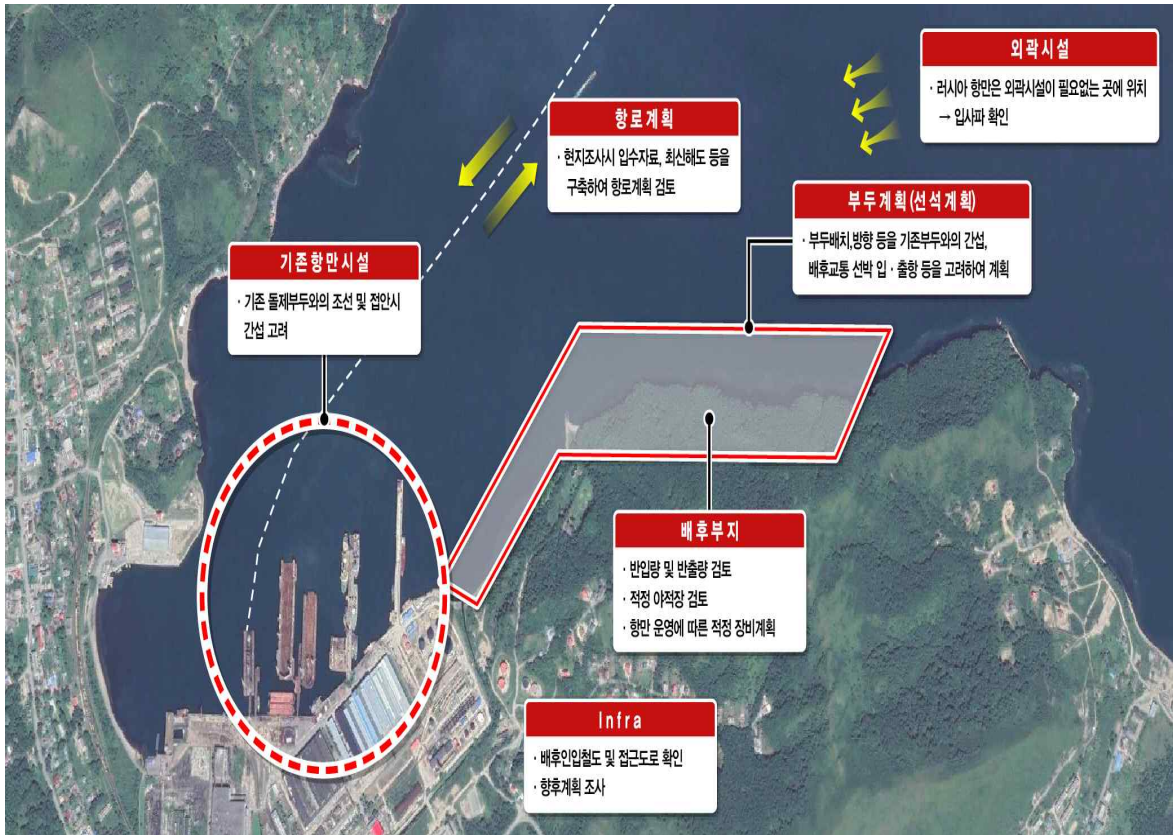 외곽시설
· 러시아 항만은 외곽시설이 필요없는 곳에 위치
→ 입사파 확인
항로계획
· 현지조사시 입수자료, 최신해도 등을
구축하여 항로계획 검토
부두계획(선석계획)
· 부두배치,방향 등을 기존부두와의 간섭,
배후교통 선박 입 · 출항 등을 고려하여 계획
기존항만시설
· 기존 돌제부두와의 조선 및 접안시
간섭 고려
배후부지
· 반입량 및 반출량 검토
· 적정 야적장 검토
· 항만 운영에 따른 적정 장비계획
Infra
· 배후인입철도 및 접근도로 확인
· 향후계획 조사